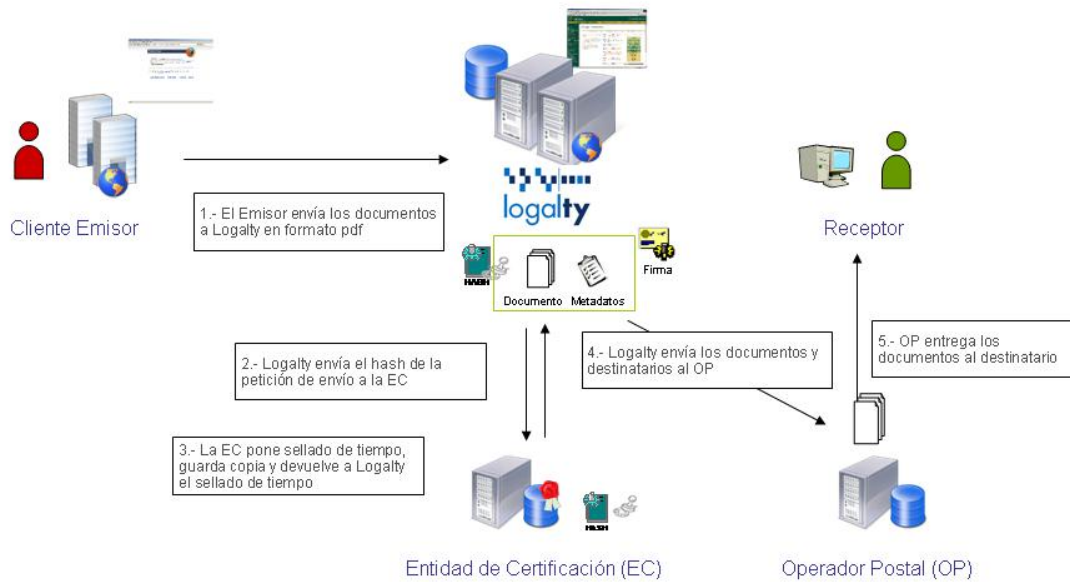 Cliente Emisor
1.- El Emisor envía los documentos
a Logalty en formato pdf
logalty
HASH
Documento
Metadatos
Firma
Receptor
2.- Logalty envía el hash de la
petición de envío a la EC
4.- Logalty envía los documentos y
destinatarios al OP
5.- OP entrega los
documentos al destinatario
3.- La EC pone sellado de tiempo,
guarda copia y devuelve a Logalty
el sellado de tiempo
HASH
Entidad de Certificación (EC)
Operador Postal (OP)